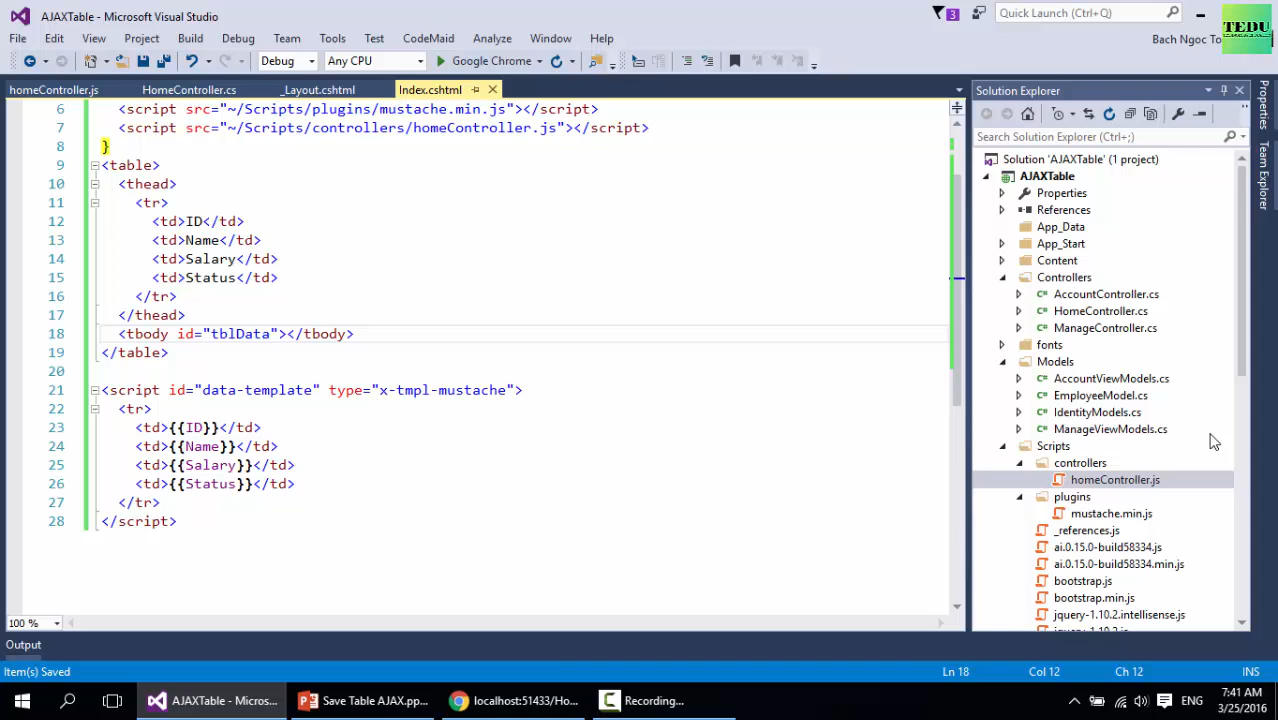 AJAXTable - Microsoft Visual Studio
3
Quick Launch (Ctrl+Q)
TEDU
File Edit View Project Build Debug Team Tools Test CodeMaid Analyze Window Help
Bach Ngoc To
Debug Any CPU Google Chrome
homeController.js HomeController.cs _Layout.cshtml Index.cshtml
6 <script src="~/Scripts/plugins/mustache.min.js"></script>
7 <script src="~/Scripts/controllers/homeController.js"></script>
8 }
9 <table>
10 <thead>
11 <tr>
12 <td>ID</td>
13 <td>Name</td>
14 <td>Salary</td>
15 <td>Status</td>
16 </tr>
17 </thead>
18 <tbody id="tblData"></tbody>
19 </table>
20
21 <script id="data-template" type="x-tmpl-mustache">
22 <tr>
23 <td>{{ID}}</td>
24 <td>{{Name}}</td>
25 <td>{{Salary}}</td>
26 <td>{{Status}}</td>
27 </tr>
28 </script>
100 %
Solution Explorer
Search Solution Explorer (Ctrl+;)
Solution 'AJAXTable' (1 project)
AJAXTable
Properties
References
App_Data
App_Start
Content
Controllers
AccountController.cs
HomeController.cs
ManageController.cs
fonts
Models
AccountViewModels.cs
EmployeeModel.cs
IdentityModels.cs
ManageViewModels.cs
Scripts
controllers
homeController.js
plugins
mustache.min.js
_references.js
ai.0.15.0-build58334.js
ai.0.15.0-build58334.min.js
bootstrap.js
bootstrap.min.js
jquery-1.10.2.intellisense.js
Properties
Team Explorer
Output
Item(s) Saved Ln 18 Col 12 Ch 12 INS
AJAXTable - Micros... Save Table AJAX.pp... localhost:51433/Ho... Recording... ENG
7:41 AM
3/25/2016